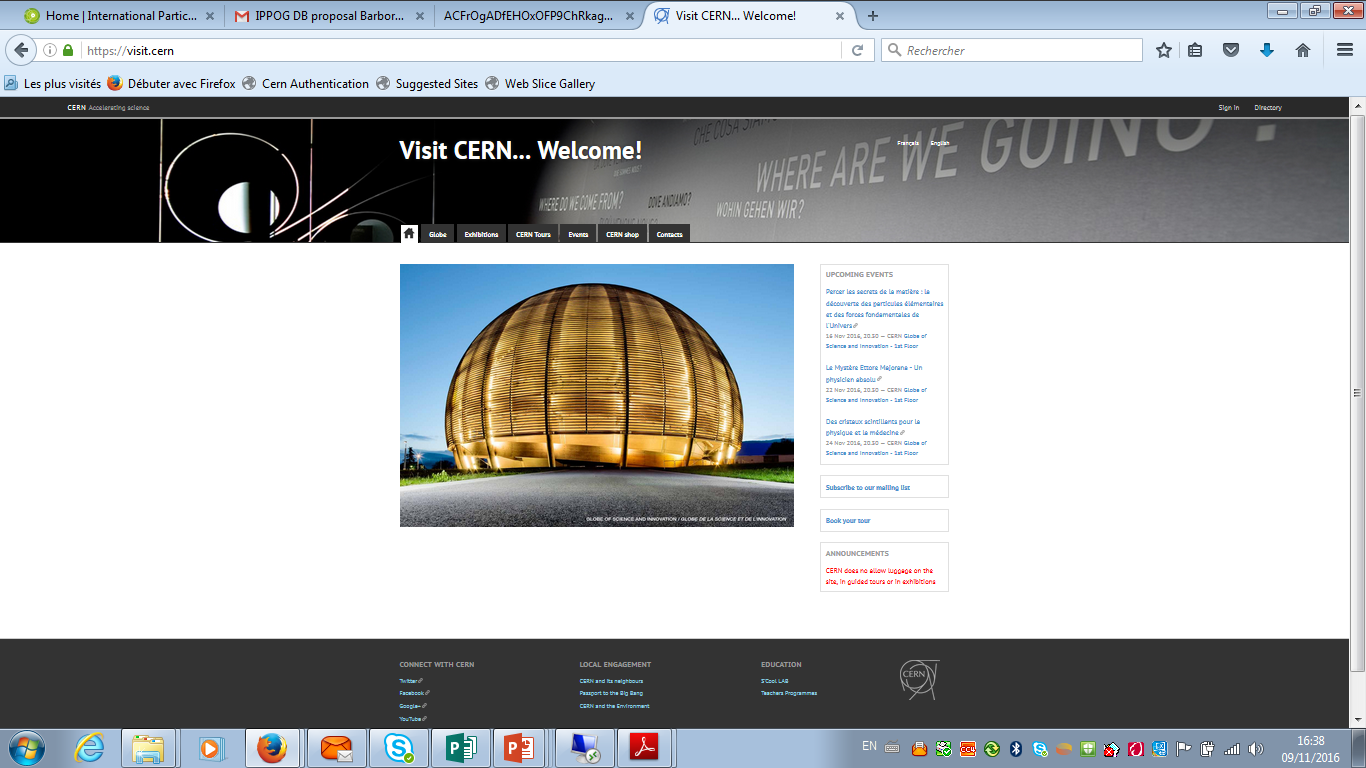 Home | International Partic...
IPPOG DB proposal Barbor...
ACFrOgADfEHOxOFP9ChRkag...
Visit CERN... Welcome!
https://visit.cern
Rechercher
Les plus visités
Débuter avec Firefox
Cern Authentication
Suggested Sites
Web Slice Gallery
CERN Accelerating science
Sign in
Directory
Visit CERN... Welcome!
Français
English
CHE COSA SIAMO
WHERE ARE WE GOING?
WHERE DO WE COME FROM?
DOVE ANDIAMO?
WOHIN GEHEN WIR?
Globe
Exhibitions
CERN Tours
Events
CERN shop
Contacts
GLOBE OF SCIENCE AND INNOVATION / GLOBE DE LA SCIENCE ET DE L'INNOVATION
UPCOMING EVENTS
Percer les secrets de la matière : la
découverte des particules élémentaires
et des forces fondamentales de
l'Univers
16 Nov 2016, 20.30 — CERN Globe of
Science and Innovation - 1st Floor
Le Mystère Ettore Majorana - Un
physicien absolu
22 Nov 2016, 20.30 — CERN Globe of
Science and Innovation - 1st Floor
Des cristaux scintillants pour la
physique et la médecine
24 Nov 2016, 20.30 — CERN Globe of
Science and Innovation - 1st Floor
Subscribe to our mailing list
Book your tour
ANNOUNCEMENTS
CERN does no allow luggage on the
site, in guided tours or in exhibitions
CONNECT WITH CERN
Twitter
Facebook
Google+
YouTube
LOCAL ENGAGEMENT
CERN and its neighbours
Passport to the Big Bang
CERN and the Environment
EDUCATION
S'Cool LAB
Teachers Programmes
CERN
EN
16:38
09/11/2016